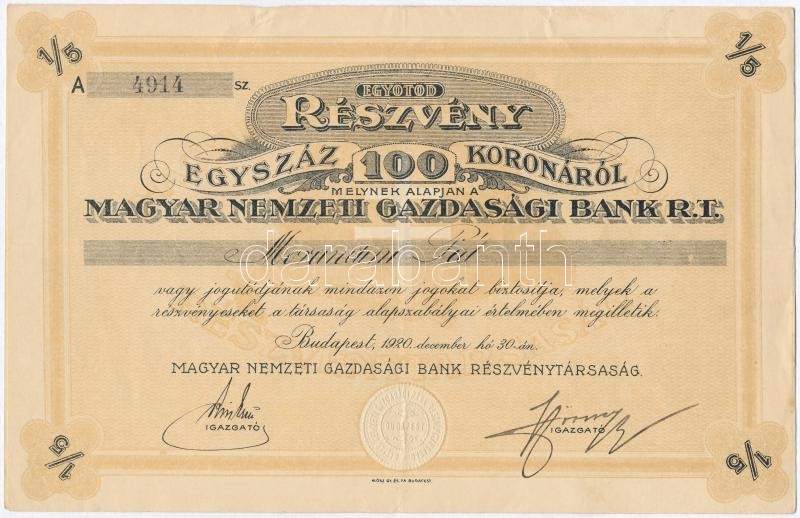 1/5
1/5
A 4914 SZ.
EGYÖTÖD
RÉSZVÉNY
EGYSZÁZ 100 KORONÁRÓL
MELYNEK ALAPJÁN A
MAGYAR NEMZETI GAZDASÁGI BANK R.T.
vagy jogutódjának mindazon jogokat biztosítja, melyek a
részvényeseket a társaság alapszabályai értelmében megilletik.
Budapest, 1920. december hó 30-án.
MAGYAR NEMZETI GAZDASÁGI BANK RÉSZVÉNYTÁRSASÁG.
IGAZGATÓ
IGAZGATÓ
BUDAPEST
1/5
1/5
darabanth